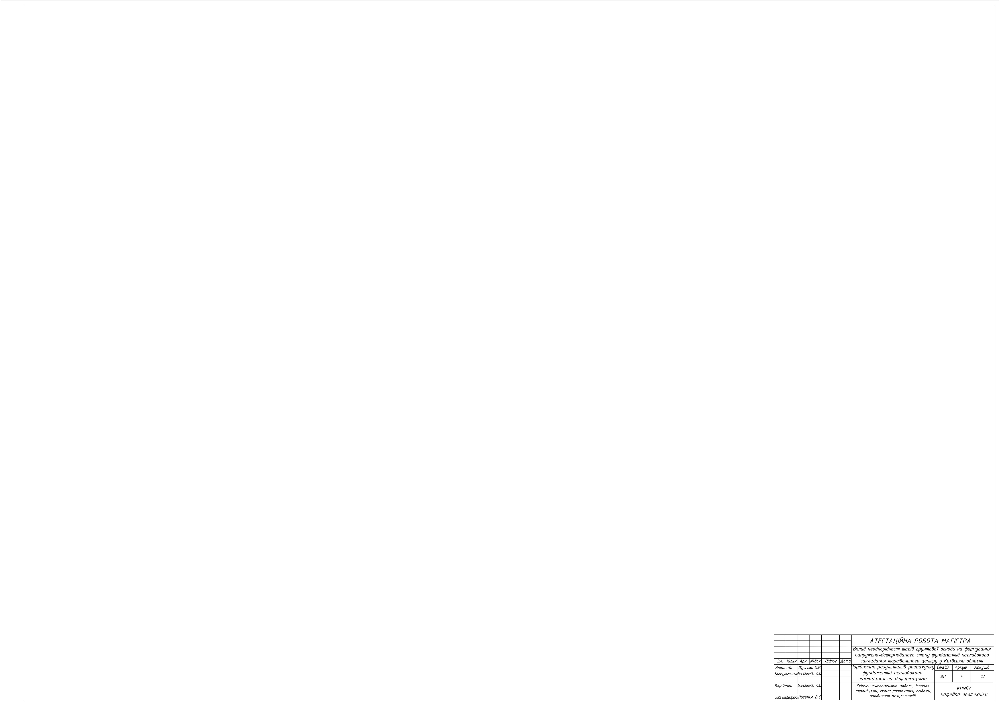 АТЕСТАЦІЙНА РОБОТА МАГІСТРА
Вплив неоднорідності шарів грунтової основи на формування
напружено-деформованого стану фундаментів неглибокого
закладання торгівельного центру у Київській області
Зм. Кільк. Арк. №док. Підпис Дата
Виконав: Жученко О.Р.
Консультант: Бондарева Л.О
Керівник: Бондарева Л.О
Зав. кафедрою: Носенко В.С
Порівняння результатів розрахунку
фундаментів неглибокого
закладання за деформаціями
Стадія Аркуш Аркушів
ДП 4 13
Скінченно-елементна модель, ізополя
переміщень, схеми розрахунку осідань,
порівняння результатів.
КНУБА
кафедра геотехніки